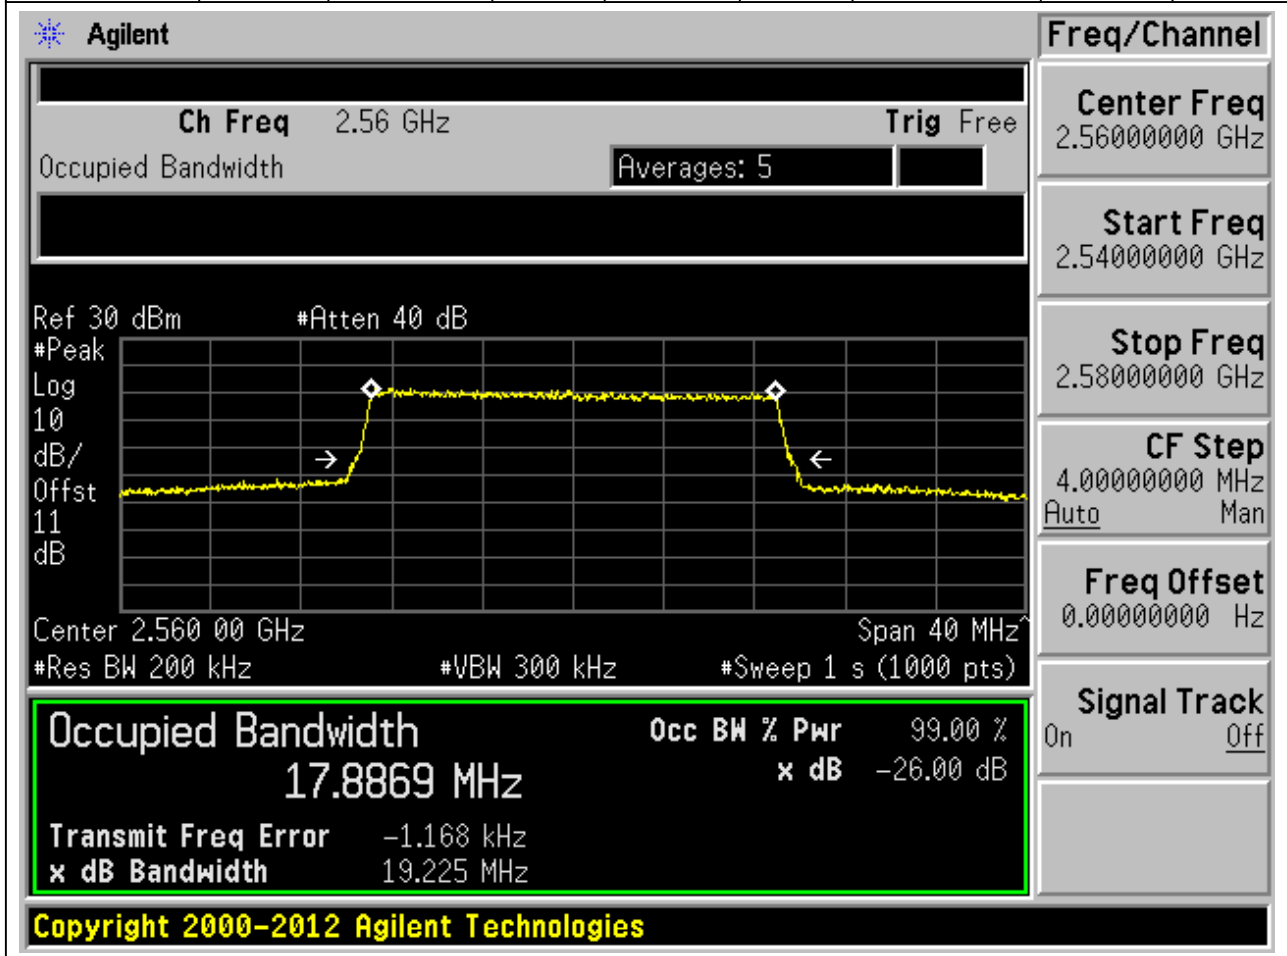 Agilent
Freq/Channel
Ch Freq 2.56 GHz Trig Free
Occupied Bandwidth Averages: 5
Center Freq
2.56000000 GHz
Start Freq
2.54000000 GHz
Stop Freq
2.58000000 GHz
CF Step
4.00000000 MHz
Auto Man
Freq Offset
0.00000000 Hz
Signal Track
On Off
Ref 30 dBm #Atten 40 dB
#Peak
Log
10
dB/
Offst
11
dB
Center 2.560 00 GHz Span 40 MHz^
#Res BW 200 kHz #VBW 300 kHz #Sweep 1 s (1000 pts)
Occupied Bandwidth Occ BW % Pwr 99.00 %
17.8869 MHz x dB -26.00 dB
Transmit Freq Error -1.168 kHz
x dB Bandwidth 19.225 MHz
Copyright 2000-2012 Agilent Technologies